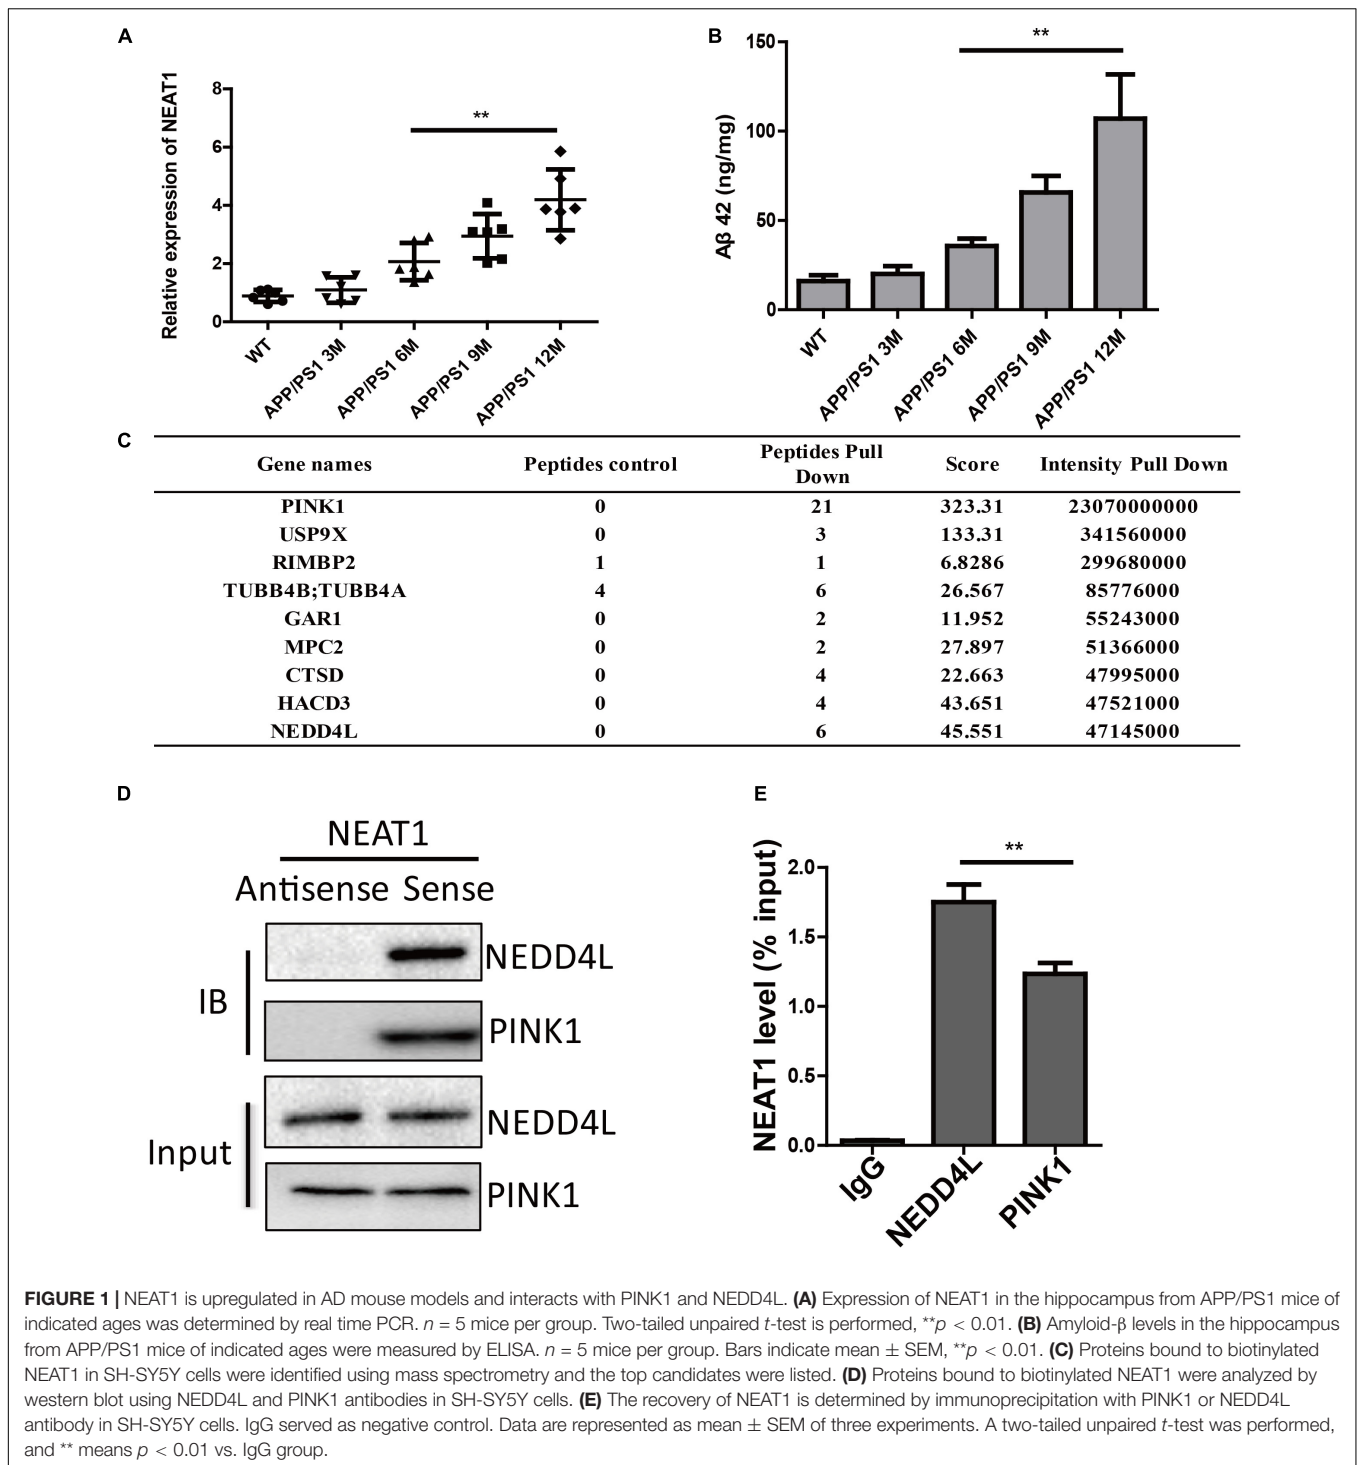 A
Relative expression of NEAT1
8
6
4
2
0
**
WT
APP/PS1 3M
APP/PS1 6M
APP/PS1 9M
APP/PS1 12M
B
Aβ 42 (ng/mg)
150
100
50
0
**
WT
APP/PS1 3M
APP/PS1 6M
APP/PS1 9M
APP/PS1 12M
C
Gene names Peptides control Peptides Pull Down Score Intensity Pull Down
PINK1 0 21 323.31 23070000000
USP9X 0 3 133.31 341560000
RIMBP2 1 1 6.8286 299680000
TUBB4B;TUBB4A 4 6 26.567 85776000
GAR1 0 2 11.952 55243000
MPC2 0 2 27.897 51366000
CTSD 0 4 22.663 47995000
HACD3 0 4 43.651 47521000
NEDD4L 0 6 45.551 47145000
D
NEAT1
Antisense Sense
IB
NEDD4L
PINK1
Input
NEDD4L
PINK1
E
NEAT1 level (% input)
2.0
1.5
1.0
0.5
0.0
**
IgG
NEDD4L
PINK1
FIGURE 1 | NEAT1 is upregulated in AD mouse models and interacts with PINK1 and NEDD4L. (A) Expression of NEAT1 in the hippocampus from APP/PS1 mice of
indicated ages was determined by real time PCR. n = 5 mice per group. Two-tailed unpaired t-test is performed, **p < 0.01. (B) Amyloid-β levels in the hippocampus
from APP/PS1 mice of indicated ages were measured by ELISA. n = 5 mice per group. Bars indicate mean ± SEM, **p < 0.01. (C) Proteins bound to biotinylated
NEAT1 in SH-SY5Y cells were identified using mass spectrometry and the top candidates were listed. (D) Proteins bound to biotinylated NEAT1 were analyzed by
western blot using NEDD4L and PINK1 antibodies in SH-SY5Y cells. (E) The recovery of NEAT1 is determined by immunoprecipitation with PINK1 or NEDD4L
antibody in SH-SY5Y cells. IgG served as negative control. Data are represented as mean ± SEM of three experiments. A two-tailed unpaired t-test was performed,
and ** means p < 0.01 vs. IgG group.